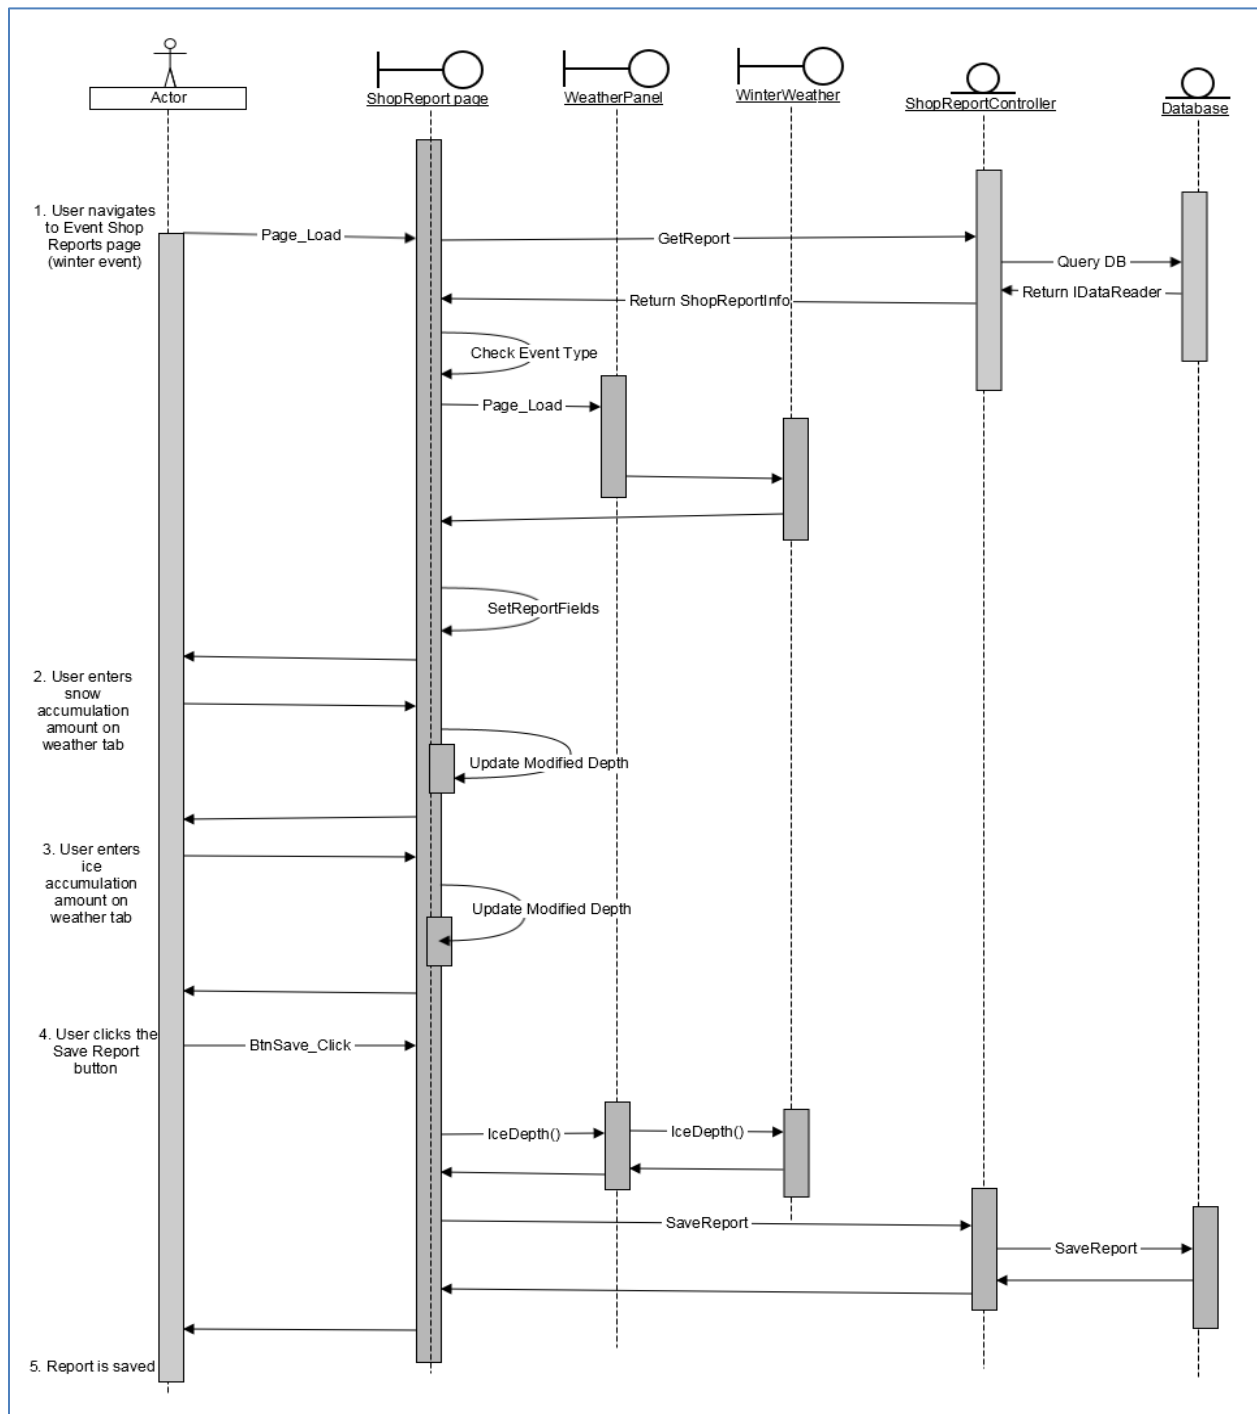 Actor
ShopReport page
WeatherPanel
WinterWeather
ShopReportController
Database
1. User navigates
to Event Shop
Reports page
(winter event)
Page_Load
GetReport
Query DB
Return IDataReader
Return ShopReportInfo
Check Event Type
Page_Load
SetReportFields
2. User enters
snow
accumulation
amount on
weather tab
Update Modified Depth
3. User enters
ice
accumulation
amount on
weather tab
Update Modified Depth
4. User clicks the
Save Report
button
BtnSave_Click
IceDepth()
IceDepth()
SaveReport
SaveReport
5. Report is saved